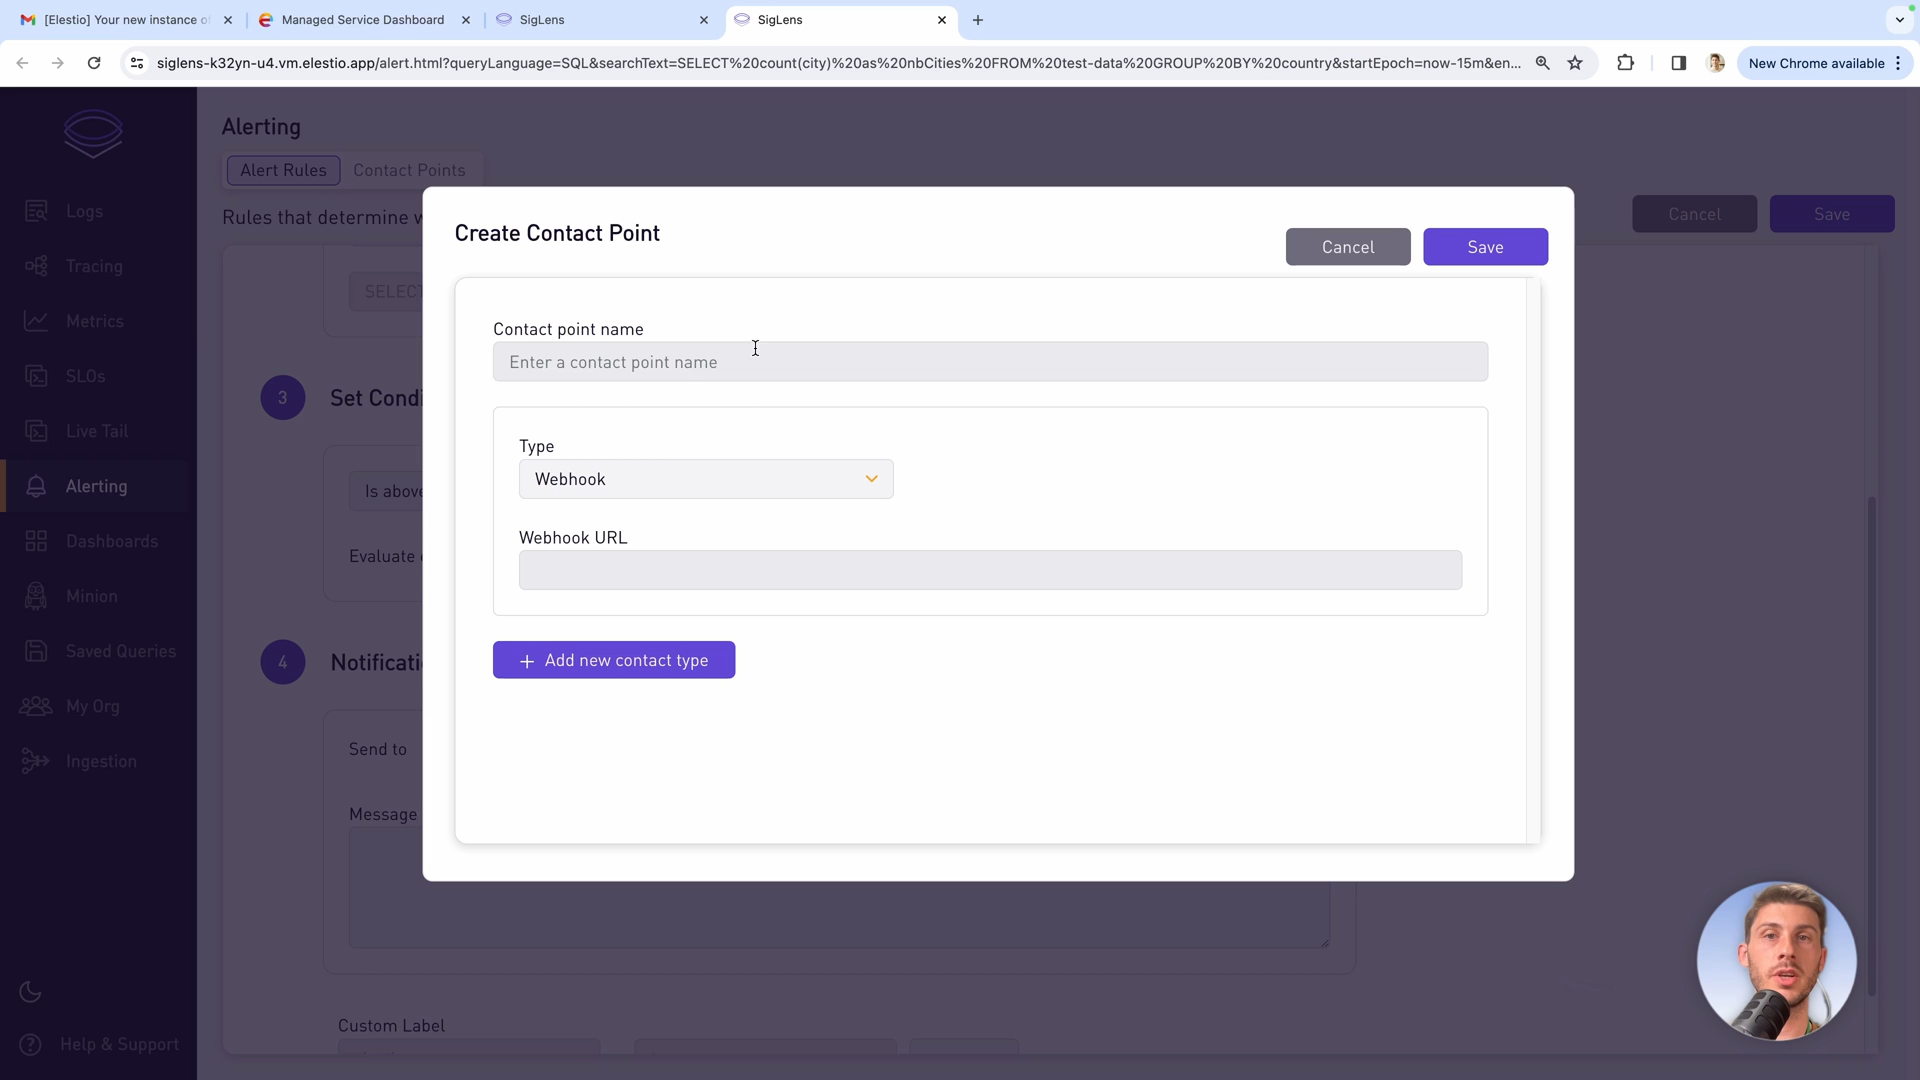 [Elestio] Your new instance o
Managed Service Dashboard
SigLens
SigLens
siglens-k32yn-u4.vm.elestio.app/alert.html?queryLanguage=SQL&searchText=SELECT%20count(city)%20as%20nbCities%20FROM%20test-data%20GROUP%20BY%20country&startEpoch=now-15m&en...
New Chrome available
Alerting
Alert Rules
Contact Points
Rules that determine w
Cancel
Save
Logs
Tracing
Metrics
SLOs
Live Tail
Alerting
Dashboards
Minion
Saved Queries
My Org
Ingestion
Help & Support
SELECT
3
Set Condi
Is above
Evaluate
4
Notificati
Send to
Message
Custom Label
Create Contact Point
Cancel
Save
Contact point name
Enter a contact point name
Type
Webhook
Webhook URL
+ Add new contact type